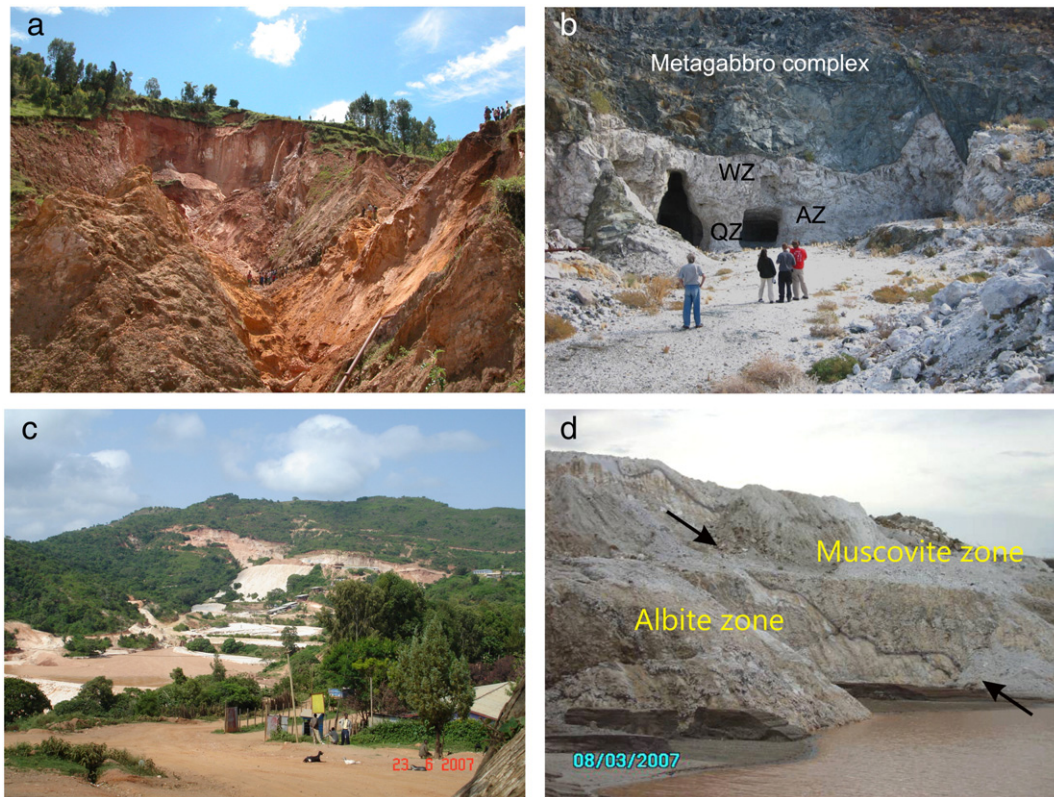 a
b
Metagabbro complex
WZ
AZ
QZ
c
23 6 2007
d
Muscovite zone
Albite zone
08/03/2007